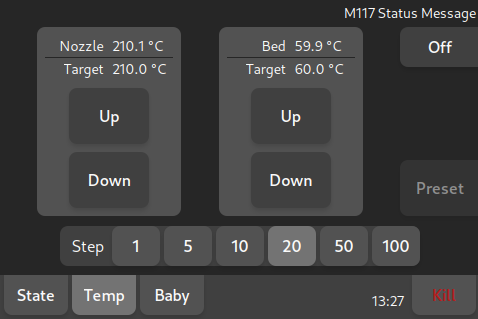 M117 Status Message
Nozzle 210.1 °C
Target 210.0 °C
Up
Down
Bed 59.9 °C
Target 60.0 °C
Up
Down
Off
Preset
Step 1 5 10 20 50 100
State Temp Baby 13:27 Kill